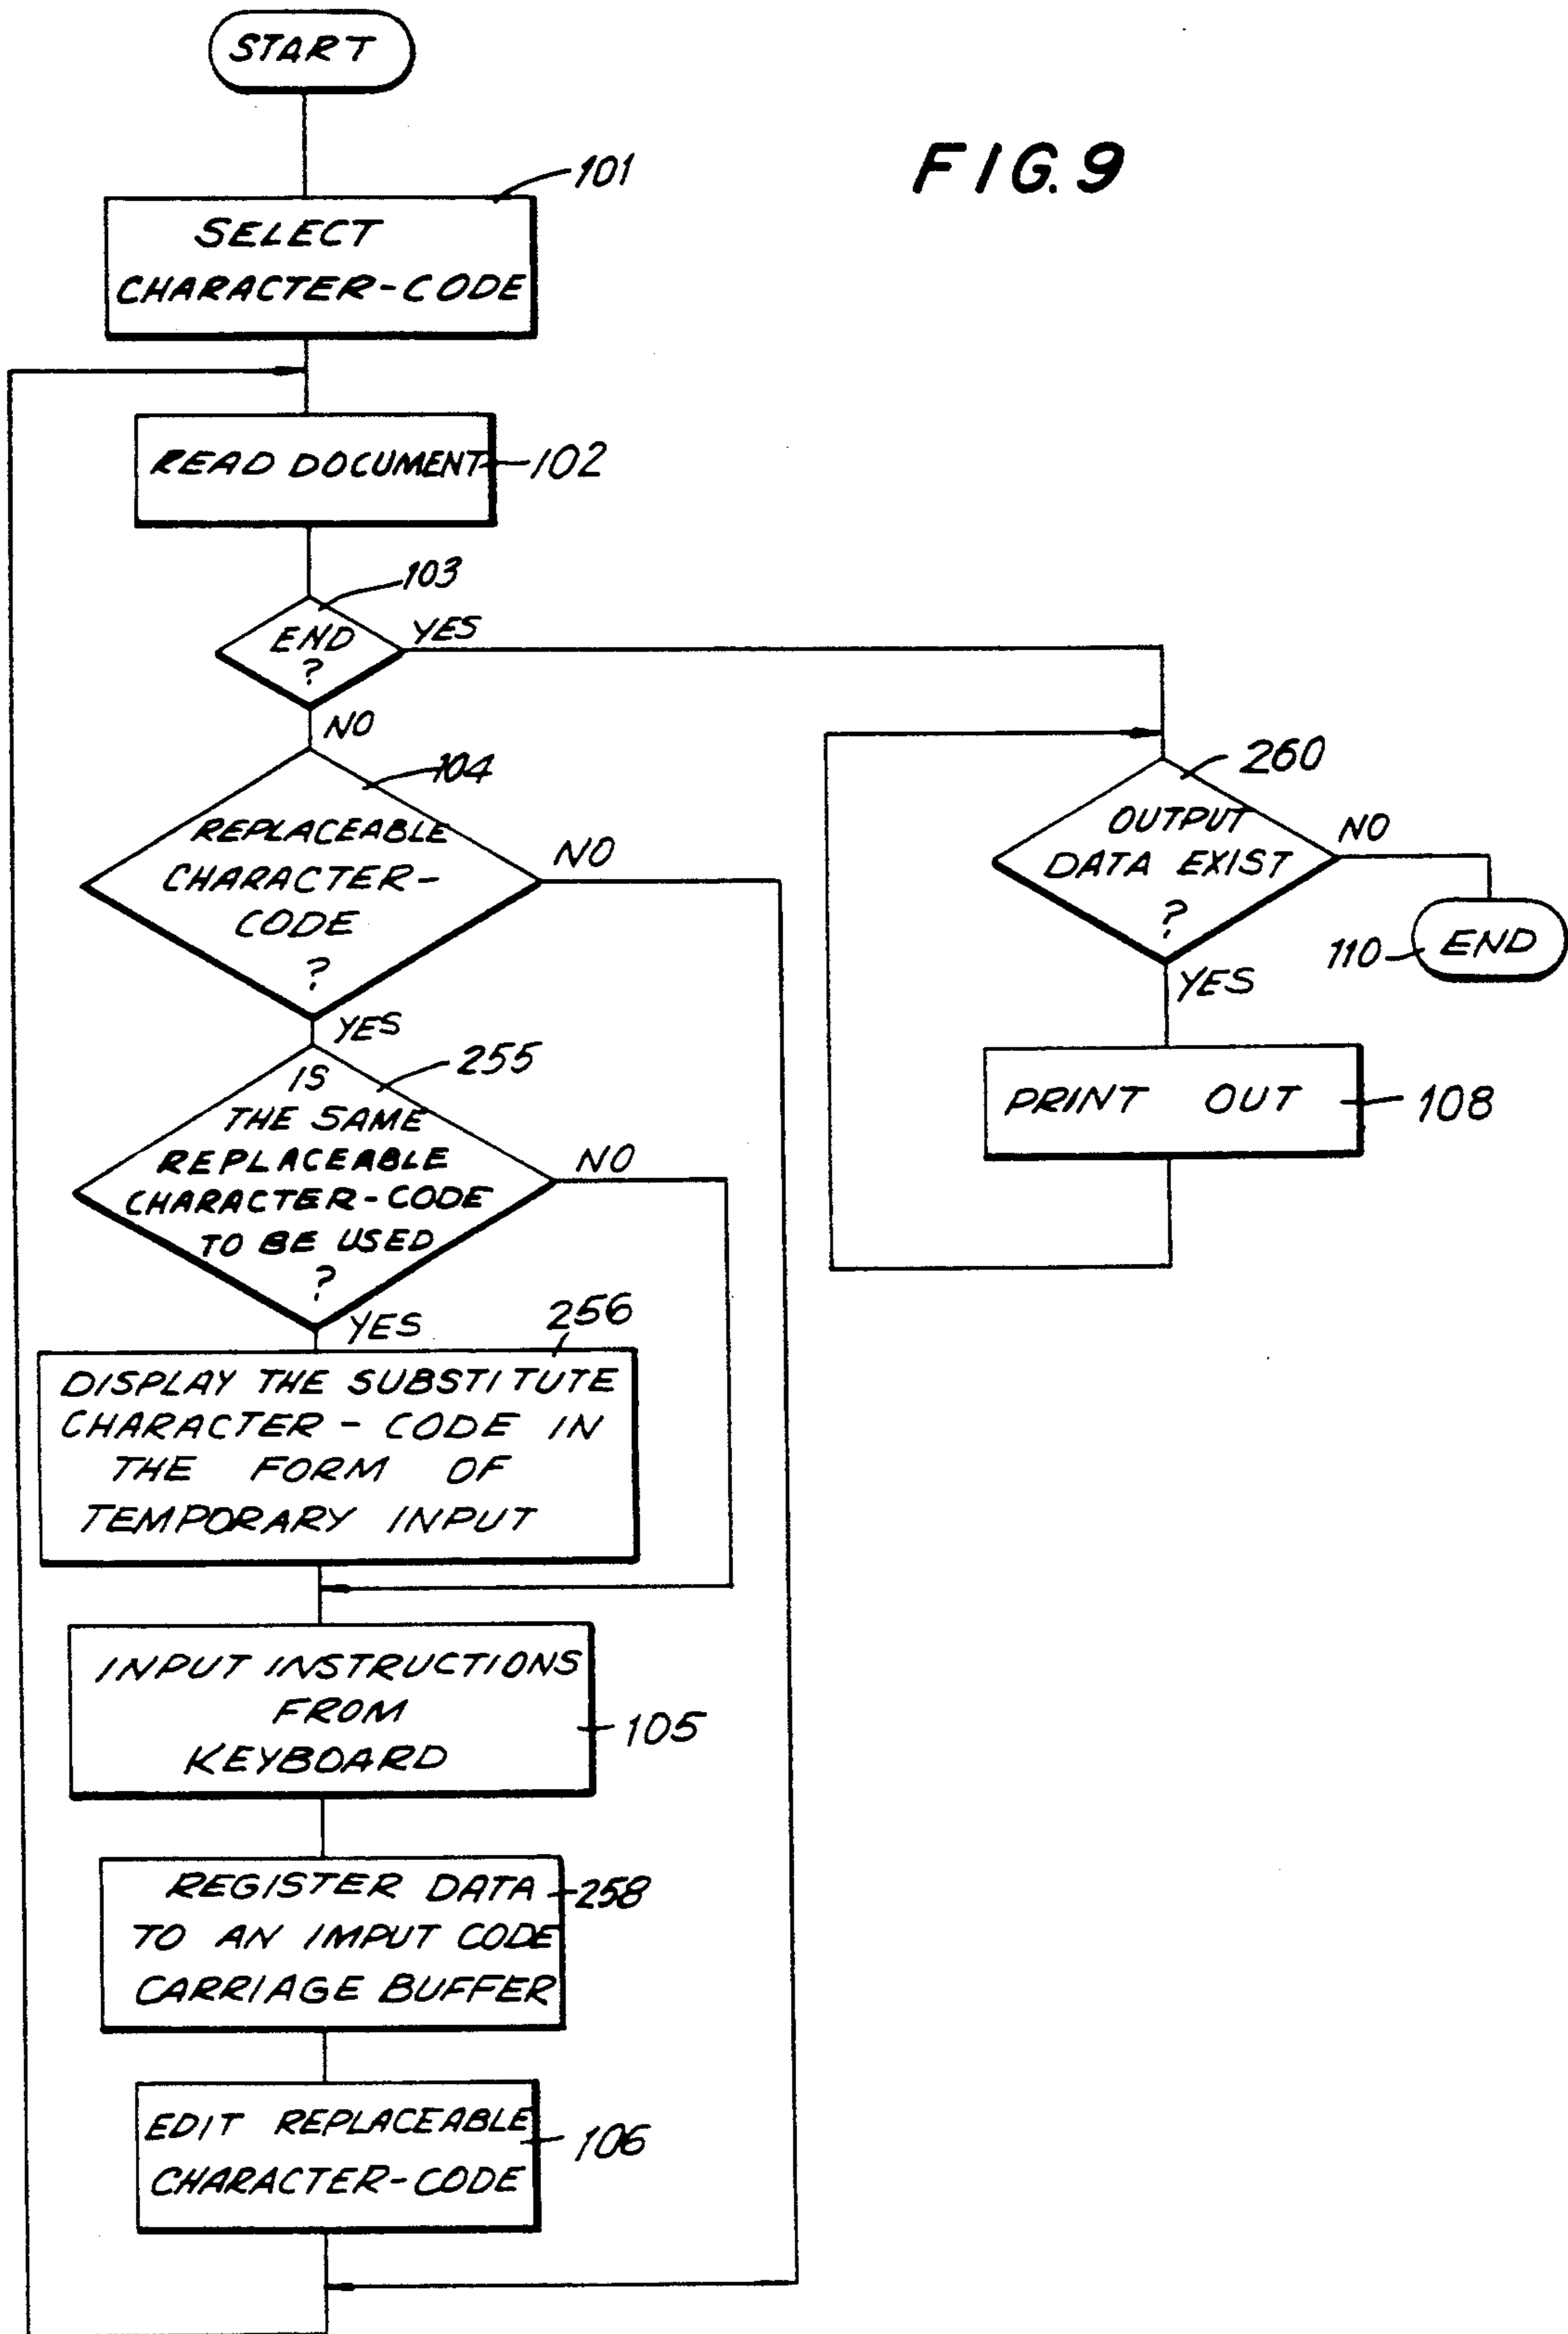 START
FIG. 9
101
SELECT
CHARACTER-CODE
READ DOCUMENT
102
103
END
?
YES
NO
104
REPLACEABLE
CHARACTER-
CODE
?
NO
YES
255
IS
THE SAME
REPLACEABLE
CHARACTER-CODE
TO BE USED
?
NO
YES
256
DISPLAY THE SUBSTITUTE
CHARACTER - CODE IN
THE FORM OF
TEMPORARY INPUT
INPUT INSTRUCTIONS
FROM
KEYBOARD
105
REGISTER DATA
TO AN IMPUT CODE
CARRIAGE BUFFER
258
EDIT REPLACEABLE
CHARACTER-CODE
106
260
OUTPUT
DATA EXIST
?
NO
110
END
YES
PRINT OUT
108